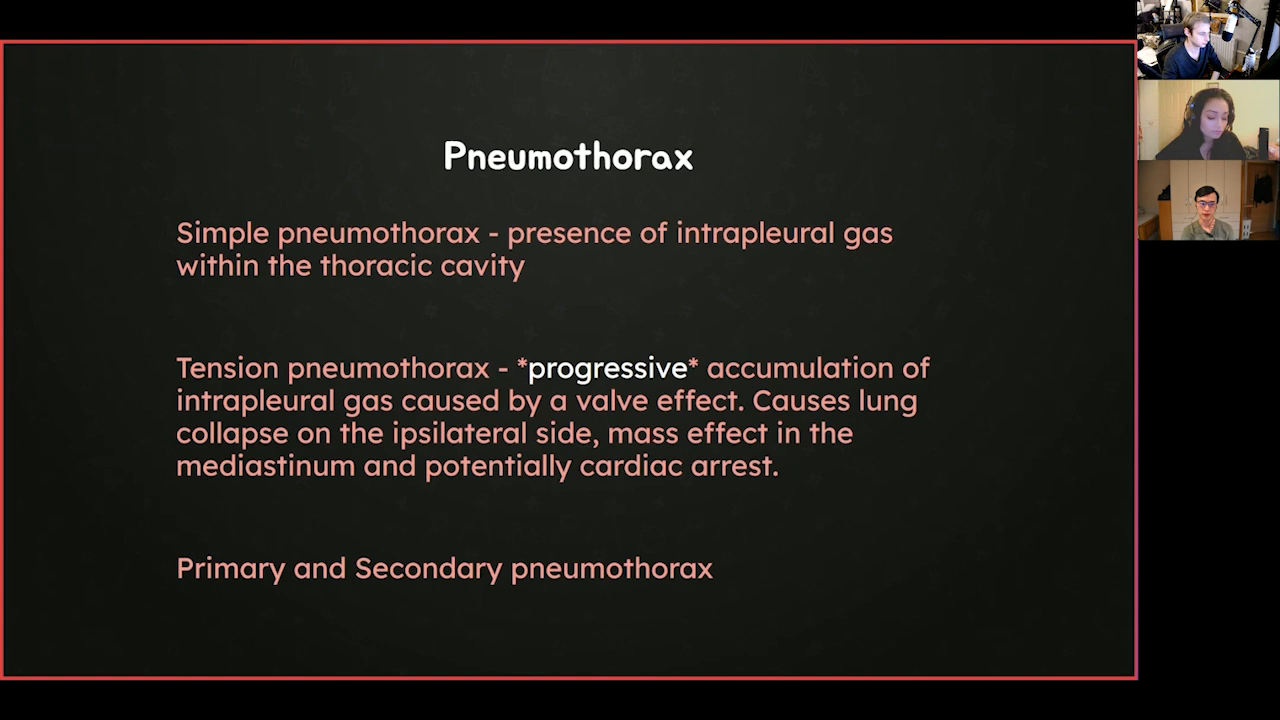 Pneumothorax
Simple pneumothorax - presence of intrapleural gas
within the thoracic cavity
Tension pneumothorax - *progressive* accumulation of
intrapleural gas caused by a valve effect. Causes lung
collapse on the ipsilateral side, mass effect in the
mediastinum and potentially cardiac arrest.
Primary and Secondary pneumothorax